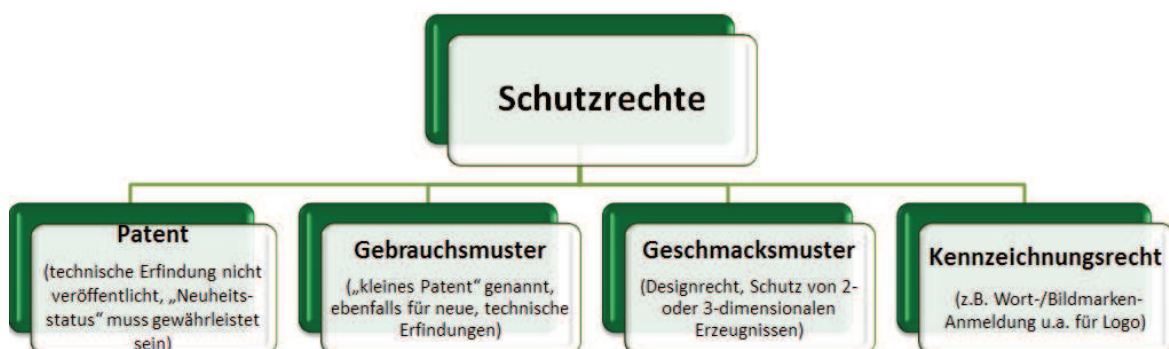 Schutzrechte
Patent
(technische Erfindung nicht
veröffentlicht, „Neuheits-
status“ muss gewährleistet
sein)
Gebrauchsmuster
(„kleines Patent“ genannt,
ebenfalls für neue, technische
Erfindungen)
Geschmacksmuster
(Designrecht, Schutz von 2-
oder 3-dimensionalen
Erzeugnissen)
Kennzeichnungsrecht
(z.B. Wort-/Bildmarken-
Anmeldung u.a. für Logo)